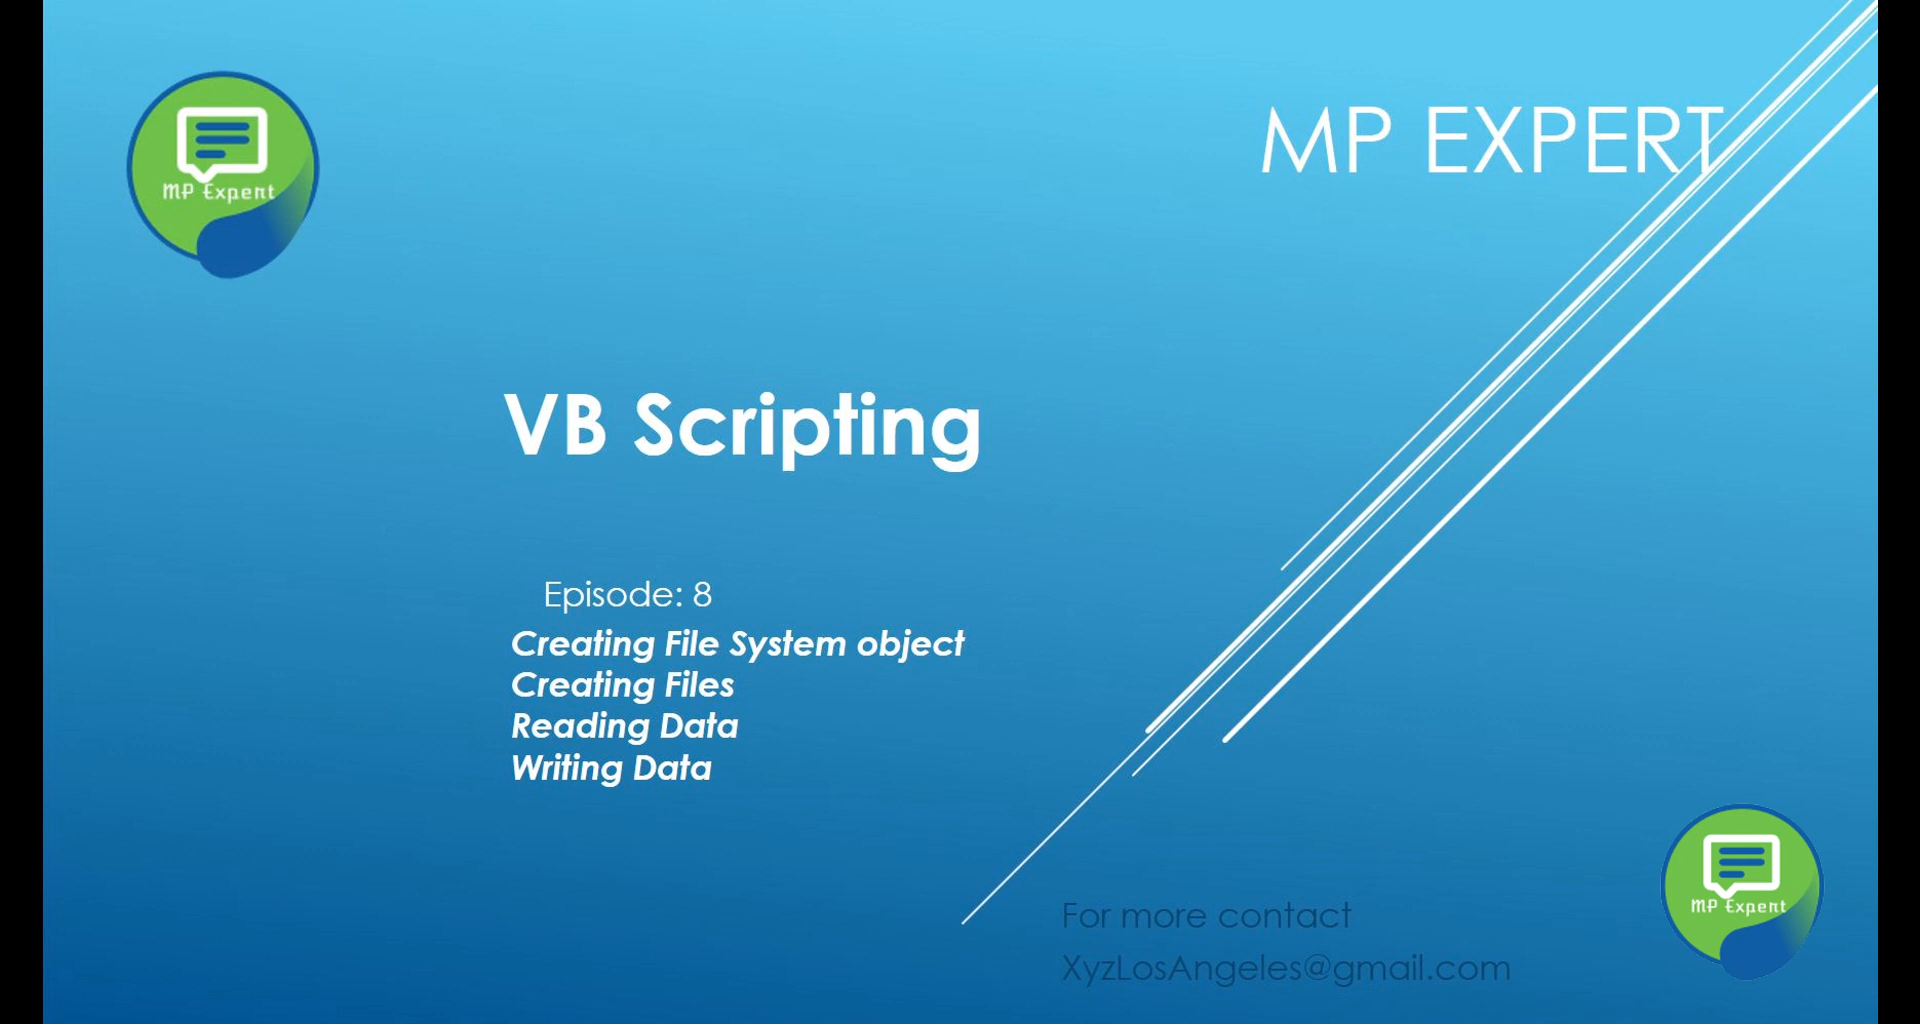 MP Expert
MP EXPERT
VB Scripting
Episode: 8
Creating File System object
Creating Files
Reading Data
Writing Data
For more contact
XyzLosAngeles@gmail.com
MP Expert